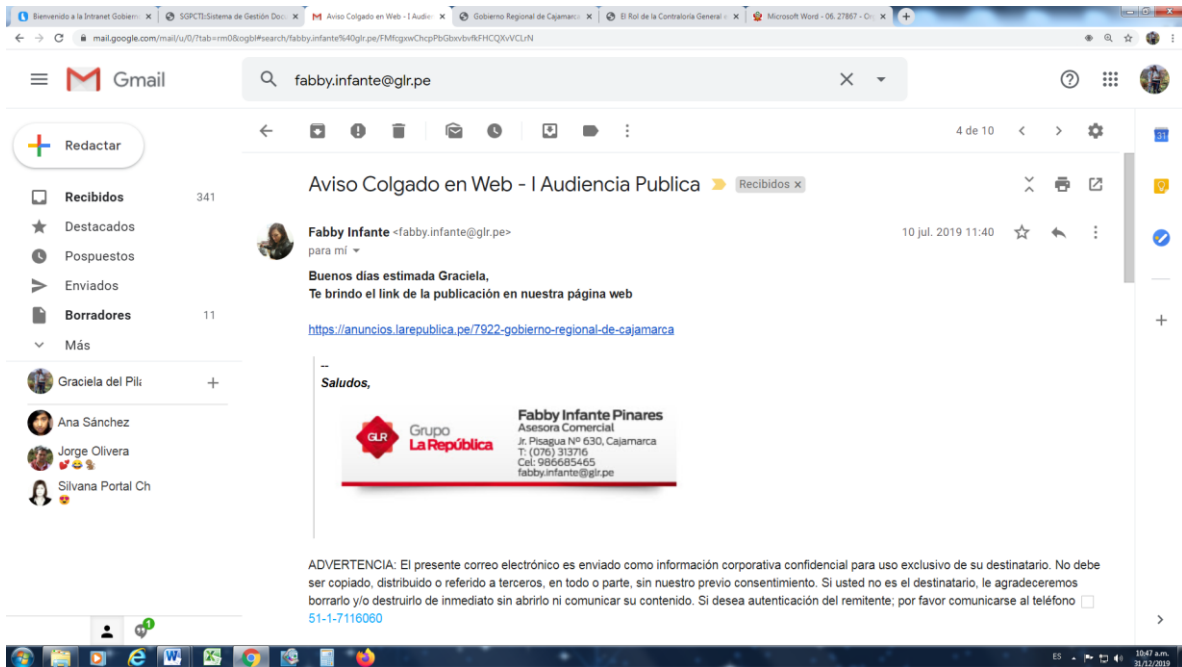 Bienvenido a la Intranet Gobiern
SGPCTI:Sistema de Gestión Docu
Aviso Colgado en Web - I Audien
Gobierno Regional de Cajamarca
El Rol de la Contraloría General d
Microsoft Word - 06. 27867 -
mail.google.com/mail/u/0/?tab=rm0&ogbl#search/fabby.infante%40glr.pe/
Gmail
fabby.infante@glr.pe
Redactar
4 de 10
31
Aviso Colgado en Web - I Audiencia Publica
Recibidos x
Recibidos 341
Destacados
Pospuestos
Enviados
Borradores 11
Más
Fabby Infante <fabby.infante@glr.pe>
10 jul. 2019 11:40
para mí
Buenos días estimada Graciela,
Te brindo el link de la publicación en nuestra página web
https://anuncios.larepublica.pe/7922-gobierno-regional-de-cajamarca
--
Saludos,
GLR
Grupo
La República
Fabby Infante Pinares
Asesora Comercial
Jr. Pisagua Nº 630, Cajamarca
T: (076) 313716
Cel: 986685465
fabby.infante@glr.pe
Graciela del Pila
Ana Sánchez
Jorge Olivera
💕😂🐒
Silvana Portal Ch
😍
ADVERTENCIA: El presente correo electrónico es enviado como información corporativa confidencial para uso exclusivo de su destinatario. No debe
ser copiado, distribuido o referido a terceros, en todo o parte, sin nuestro previo consentimiento. Si usted no es el destinatario, le agradeceremos
borrarlo y/o destruirlo de inmediato sin abrirlo ni comunicar su contenido. Si desea autenticación del remitente; por favor comunicarse al teléfono
51-1-7116060
1
ES
10:47 a.m.
31/12/2019